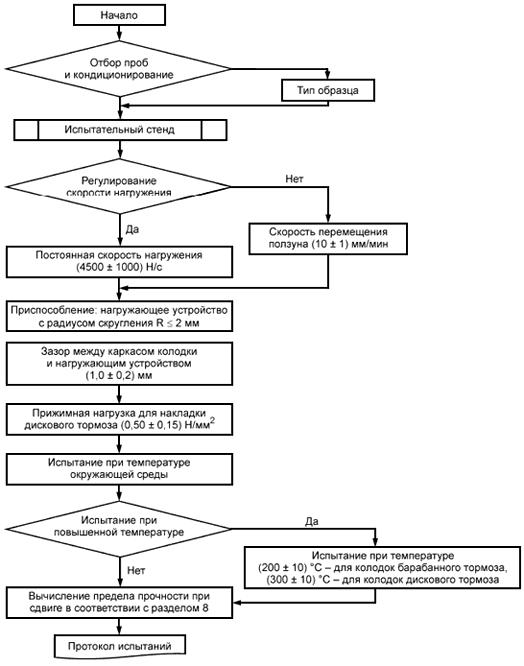 Начало
Отбор проб
и кондиционирование
Тип образца
Испытательный стенд
Регулирование
скорости нагружения
Нет
Да
Скорость перемещения
ползуна (10 ± 1) мм/мин
Постоянная скорость нагружения
(4500 ± 1000) Н/с
Приспособление: нагружающее устройство
с радиусом скругления R ≤ 2 мм
Зазор между каркасом колодки
и нагружающим устройством
(1,0 ± 0,2) мм
Прижимная нагрузка для накладки
дискового тормоза (0,50 ± 0,15) Н/мм²
Испытание при температуре
окружающей среды
Испытание при
повышенной температуре
Да
Нет
Испытание при температуре
(200 ± 10) °С – для колодок барабанного тормоза,
(300 ± 10) °С – для колодок дискового тормоза
Вычисление предела прочности при
сдвиге в соответствии с разделом 8
Протокол испытаний